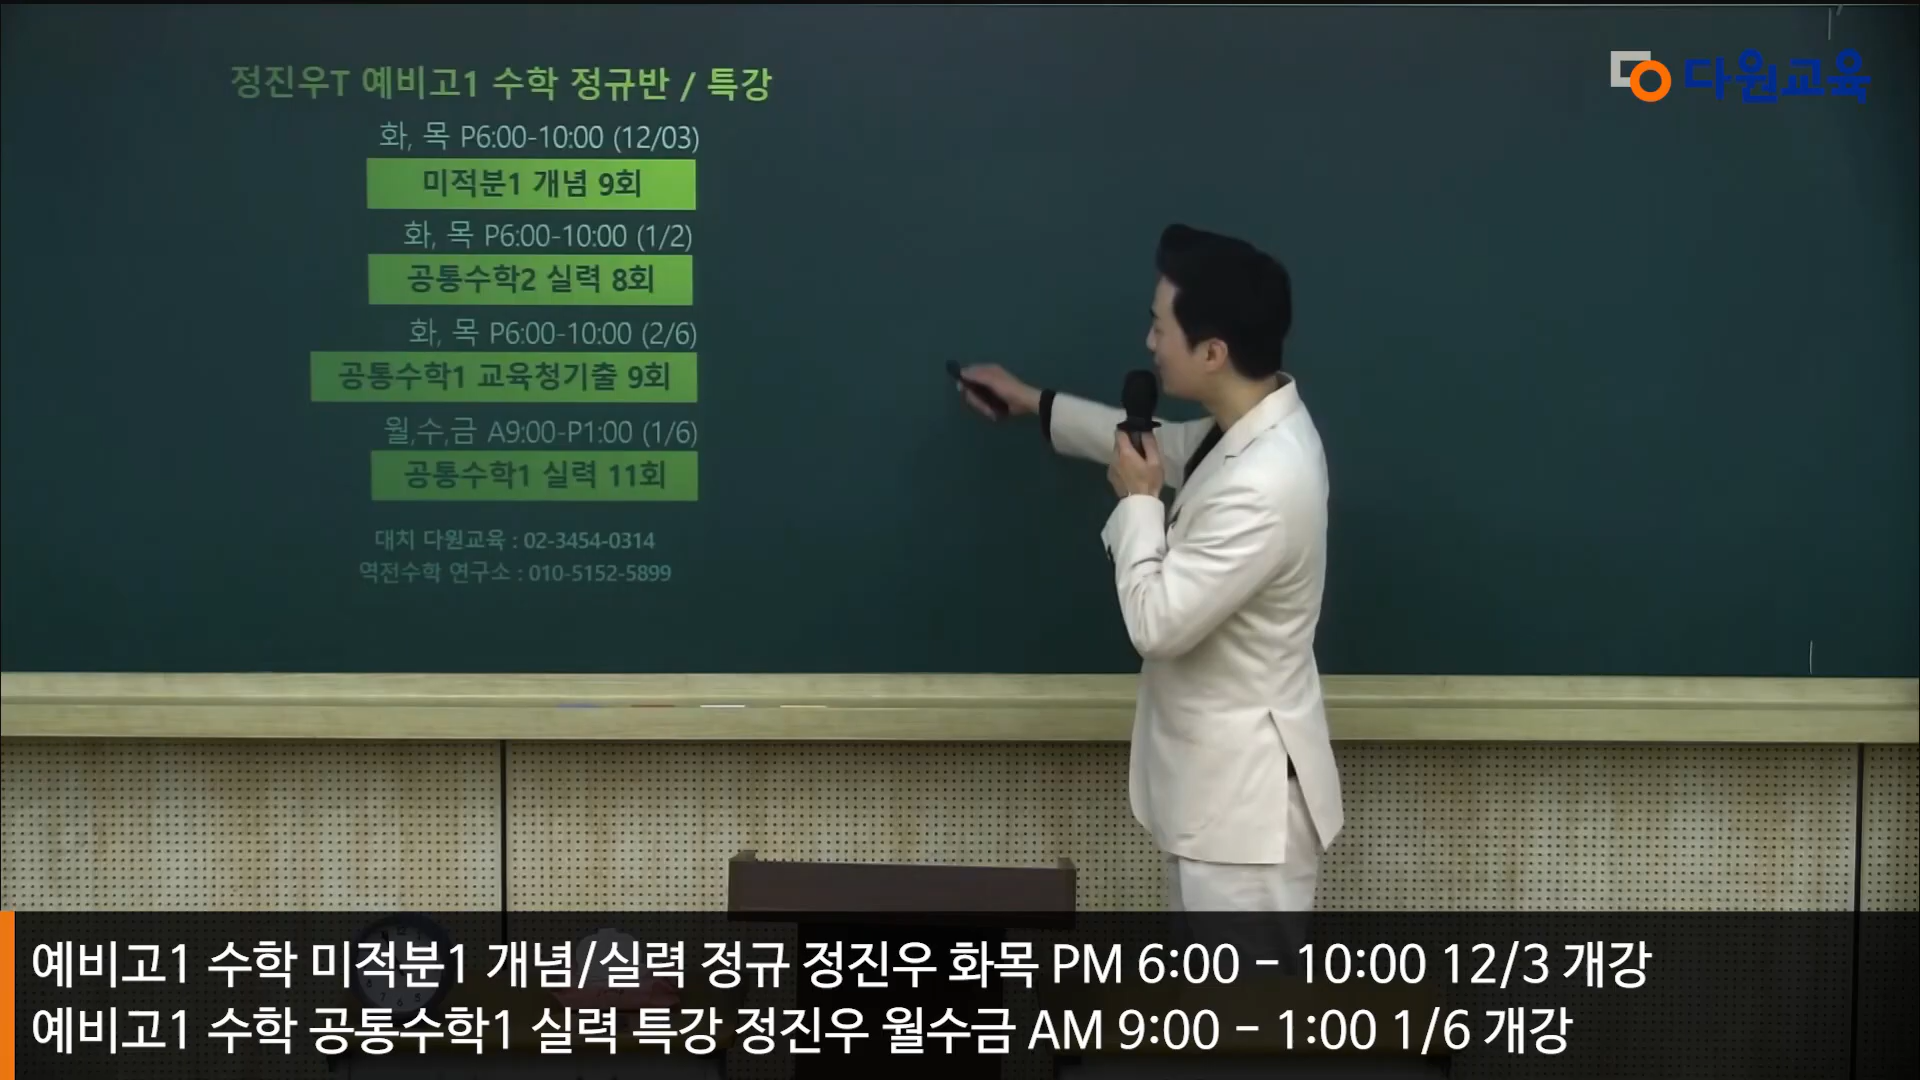 정진우T 예비고1 수학 정규반 / 특강
화, 목 P6:00-10:00 (12/03)
미적분1 개념 9회
화, 목 P6:00-10:00 (1/2)
공통수학2 실력 8회
화, 목 P6:00-10:00 (2/6)
공통수학1 교육청기출 9회
월,수,금 A9:00-P1:00 (1/6)
공통수학1 실력 11회
대치 다원교육 : 02-3454-0314
역전수학 연구소 : 010-5152-5899
다원교육
예비고1 수학 미적분1 개념/실력 정규 정진우 화목 PM 6:00 - 10:00 12/3 개강
예비고1 수학 공통수학1 실력 특강 정진우 월수금 AM 9:00 - 1:00 1/6 개강